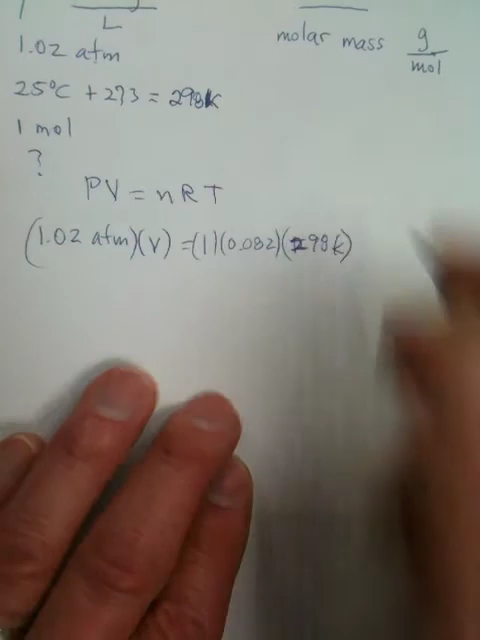 L
molar mass g/mol
1.02 atm
25°C + 273 = 298K
1 mol
?
PV = nRT
(1.02 atm)(V) = (1)(0.082)(298K)